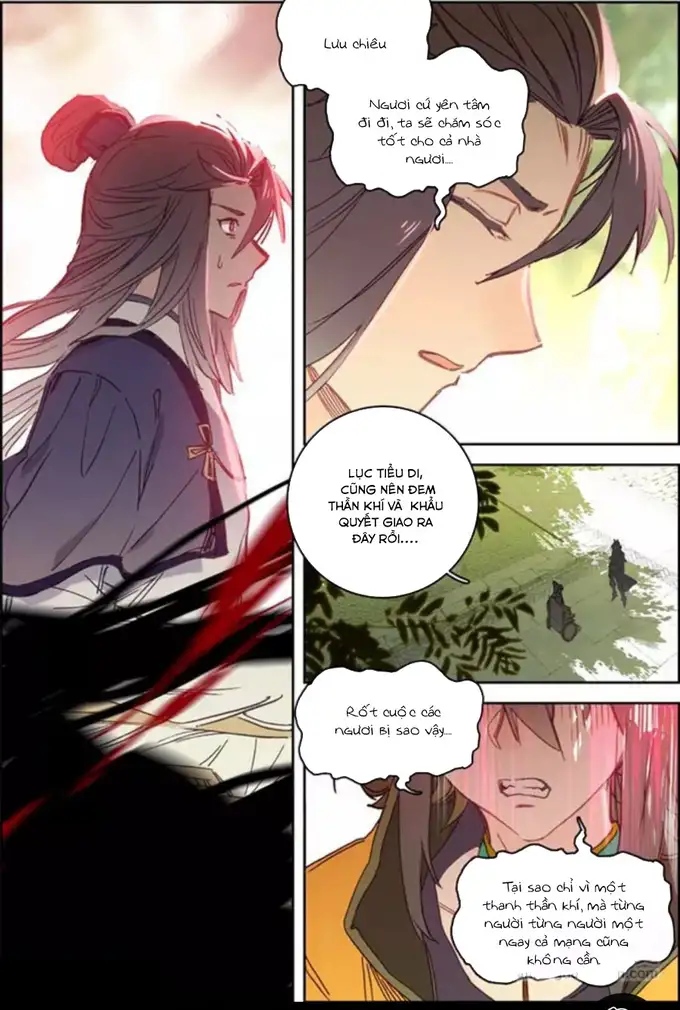 Lưu chiêu
Ngươi cứ yên tâm
đi đi, ta sẽ chăm sóc
tốt cho cả nhà
ngươi....
LỤC TIỂU DI,
CŨNG NÊN ĐEM
THẦN KHÍ VÀ KHẨU
QUYẾT GIAO RA
ĐÂY RỒI....
Rốt cuộc các
ngươi bị sao vậy...
Tại sao chỉ vì một
thanh thần khí, mà từng
người từng người một
ngay cả mạng cũng
không cần.